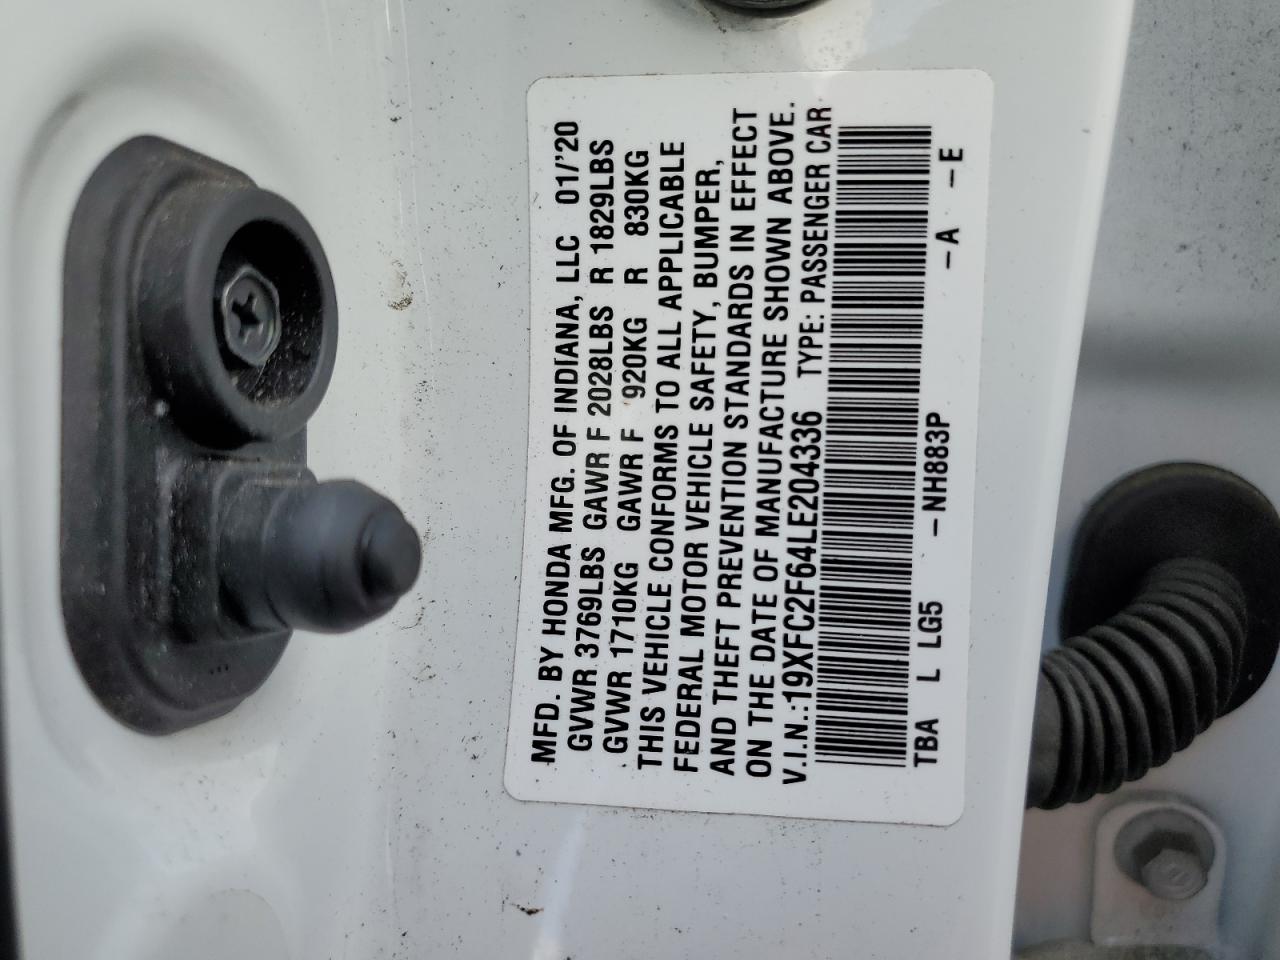 MFD. BY HONDA MFG. OF INDIANA, LLC 01/'20
GVWR 3769LBS GAWR F 2028LBS R 1829LBS
GVWR 1710KG GAWR F 920KG R 830KG
THIS VEHICLE CONFORMS TO ALL APPLICABLE
FEDERAL MOTOR VEHICLE SAFETY, BUMPER,
AND THEFT PREVENTION STANDARDS IN EFFECT
ON THE DATE OF MANUFACTURE SHOWN ABOVE.
V.I.N.:19XFC2F64LE204336 TYPE: PASSENGER CAR
TBA L LG5 -NH883P -A -E